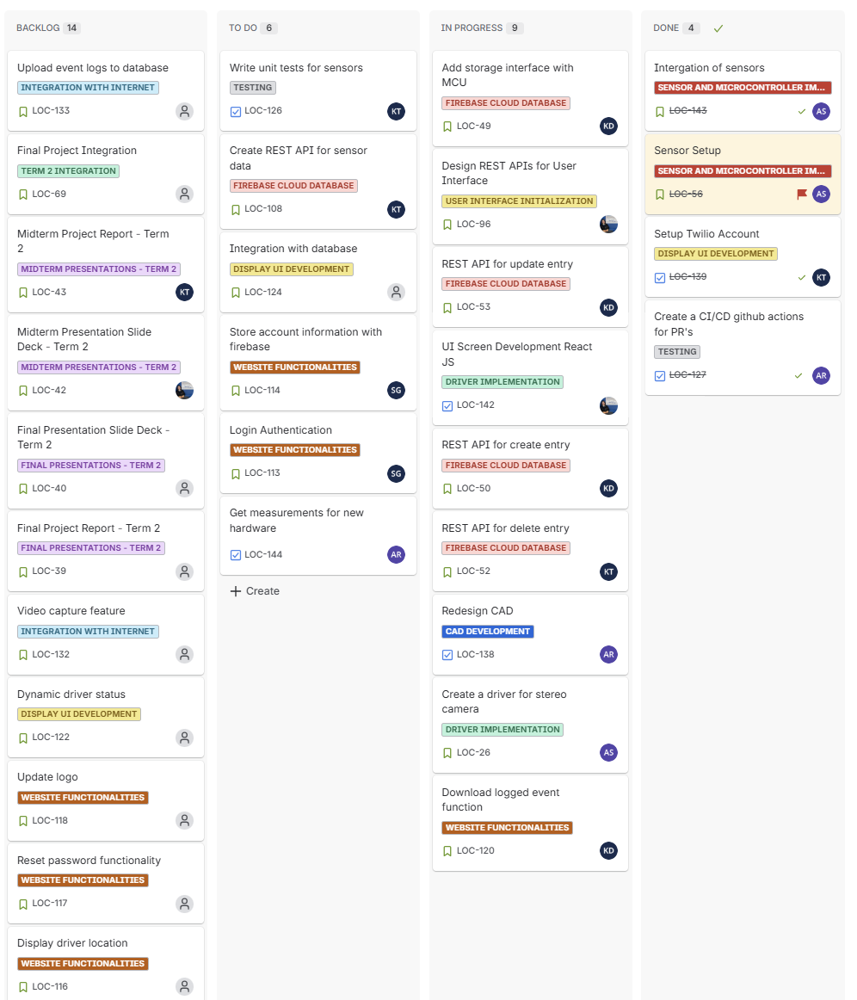 BACKLOG 14
Upload event logs to database
INTEGRATION WITH INTERNET
LOC-133
Final Project Integration
TERM 2 INTEGRATION
LOC-69
Midterm Project Report - Term
2
MIDTERM PRESENTATIONS - TERM 2
LOC-43
KT
Midterm Presentation Slide
Deck - Term 2
MIDTERM PRESENTATIONS - TERM 2
LOC-42
Final Presentation Slide Deck -
Term 2
FINAL PRESENTATIONS - TERM 2
LOC-40
Final Project Report - Term 2
FINAL PRESENTATIONS - TERM 2
LOC-39
Video capture feature
INTEGRATION WITH INTERNET
LOC-132
Dynamic driver status
DISPLAY UI DEVELOPMENT
LOC-122
Update logo
WEBSITE FUNCTIONALITIES
LOC-118
Reset password functionality
WEBSITE FUNCTIONALITIES
LOC-117
Display driver location
WEBSITE FUNCTIONALITIES
LOC-116
TO DO 6
Write unit tests for sensors
TESTING
LOC-126
KT
Create REST API for sensor
data
FIREBASE CLOUD DATABASE
LOC-108
KT
Integration with database
DISPLAY UI DEVELOPMENT
LOC-124
Store account information with
firebase
WEBSITE FUNCTIONALITIES
LOC-114
SG
Login Authentication
WEBSITE FUNCTIONALITIES
LOC-113
SG
Get measurements for new
hardware
LOC-144
AR
+ Create
IN PROGRESS 9
Add storage interface with
MCU
FIREBASE CLOUD DATABASE
LOC-49
KD
Design REST APIs for User
Interface
USER INTERFACE INITIALIZATION
LOC-96
REST API for update entry
FIREBASE CLOUD DATABASE
LOC-53
KD
UI Screen Development React
JS
DRIVER IMPLEMENTATION
LOC-142
REST API for create entry
FIREBASE CLOUD DATABASE
LOC-50
KD
REST API for delete entry
FIREBASE CLOUD DATABASE
LOC-52
KT
Redesign CAD
CAD DEVELOPMENT
LOC-138
AR
Create a driver for stereo
camera
DRIVER IMPLEMENTATION
LOC-26
AS
Download logged event
function
WEBSITE FUNCTIONALITIES
LOC-120
KD
DONE 4
Intergation of sensors
SENSOR AND MICROCONTROLLER IM...
LOC-143
AS
Sensor Setup
SENSOR AND MICROCONTROLLER IM...
LOC-56
AS
Setup Twilio Account
DISPLAY UI DEVELOPMENT
LOC-139
KT
Create a CI/CD github actions
for PR's
TESTING
LOC-127
AR